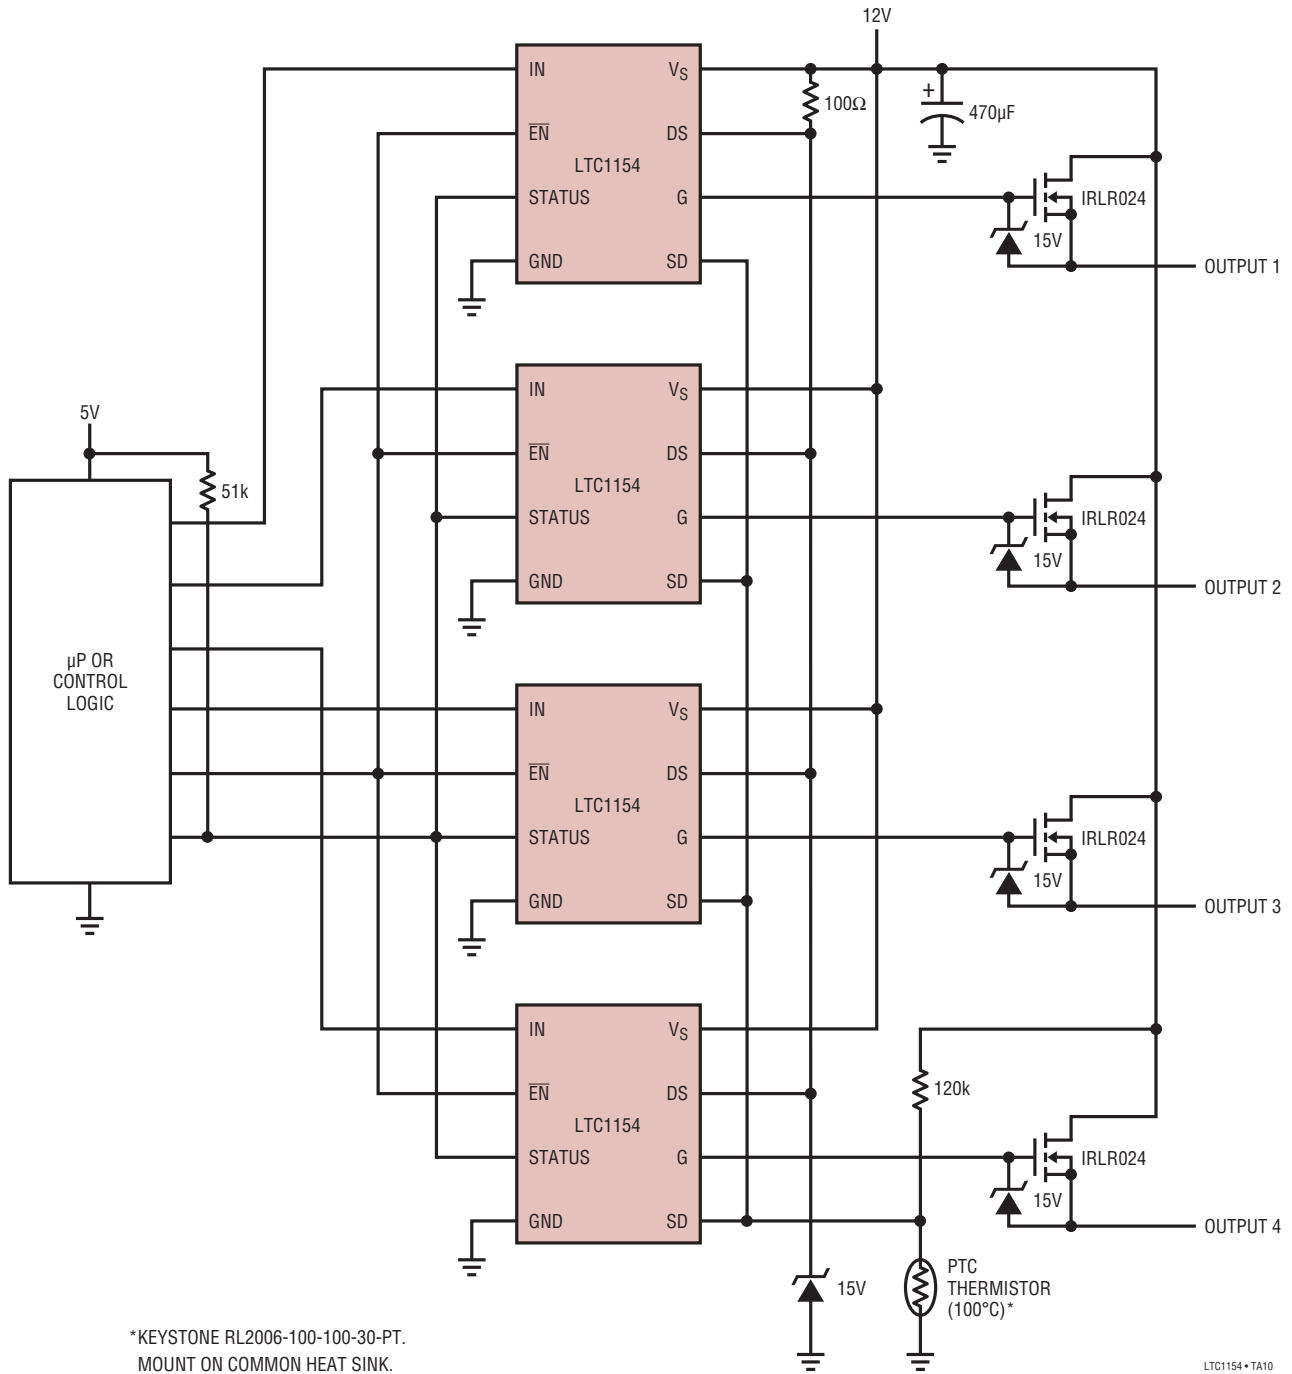 12V
IN
VS
100Ω
+
470µF
EN
DS
LTC1154
STATUS
G
IRLR024
15V
GND
SD
OUTPUT 1
IN
VS
5V
EN
DS
LTC1154
51k
STATUS
G
IRLR024
15V
GND
SD
OUTPUT 2
µP OR
CONTROL
LOGIC
IN
VS
EN
DS
LTC1154
STATUS
G
IRLR024
15V
GND
SD
OUTPUT 3
IN
VS
EN
DS
120k
LTC1154
STATUS
G
IRLR024
15V
GND
SD
OUTPUT 4
15V
PTC
THERMISTOR
(100°C)*
*KEYSTONE RL2006-100-100-30-PT.
MOUNT ON COMMON HEAT SINK.
LTC1154 • TA10